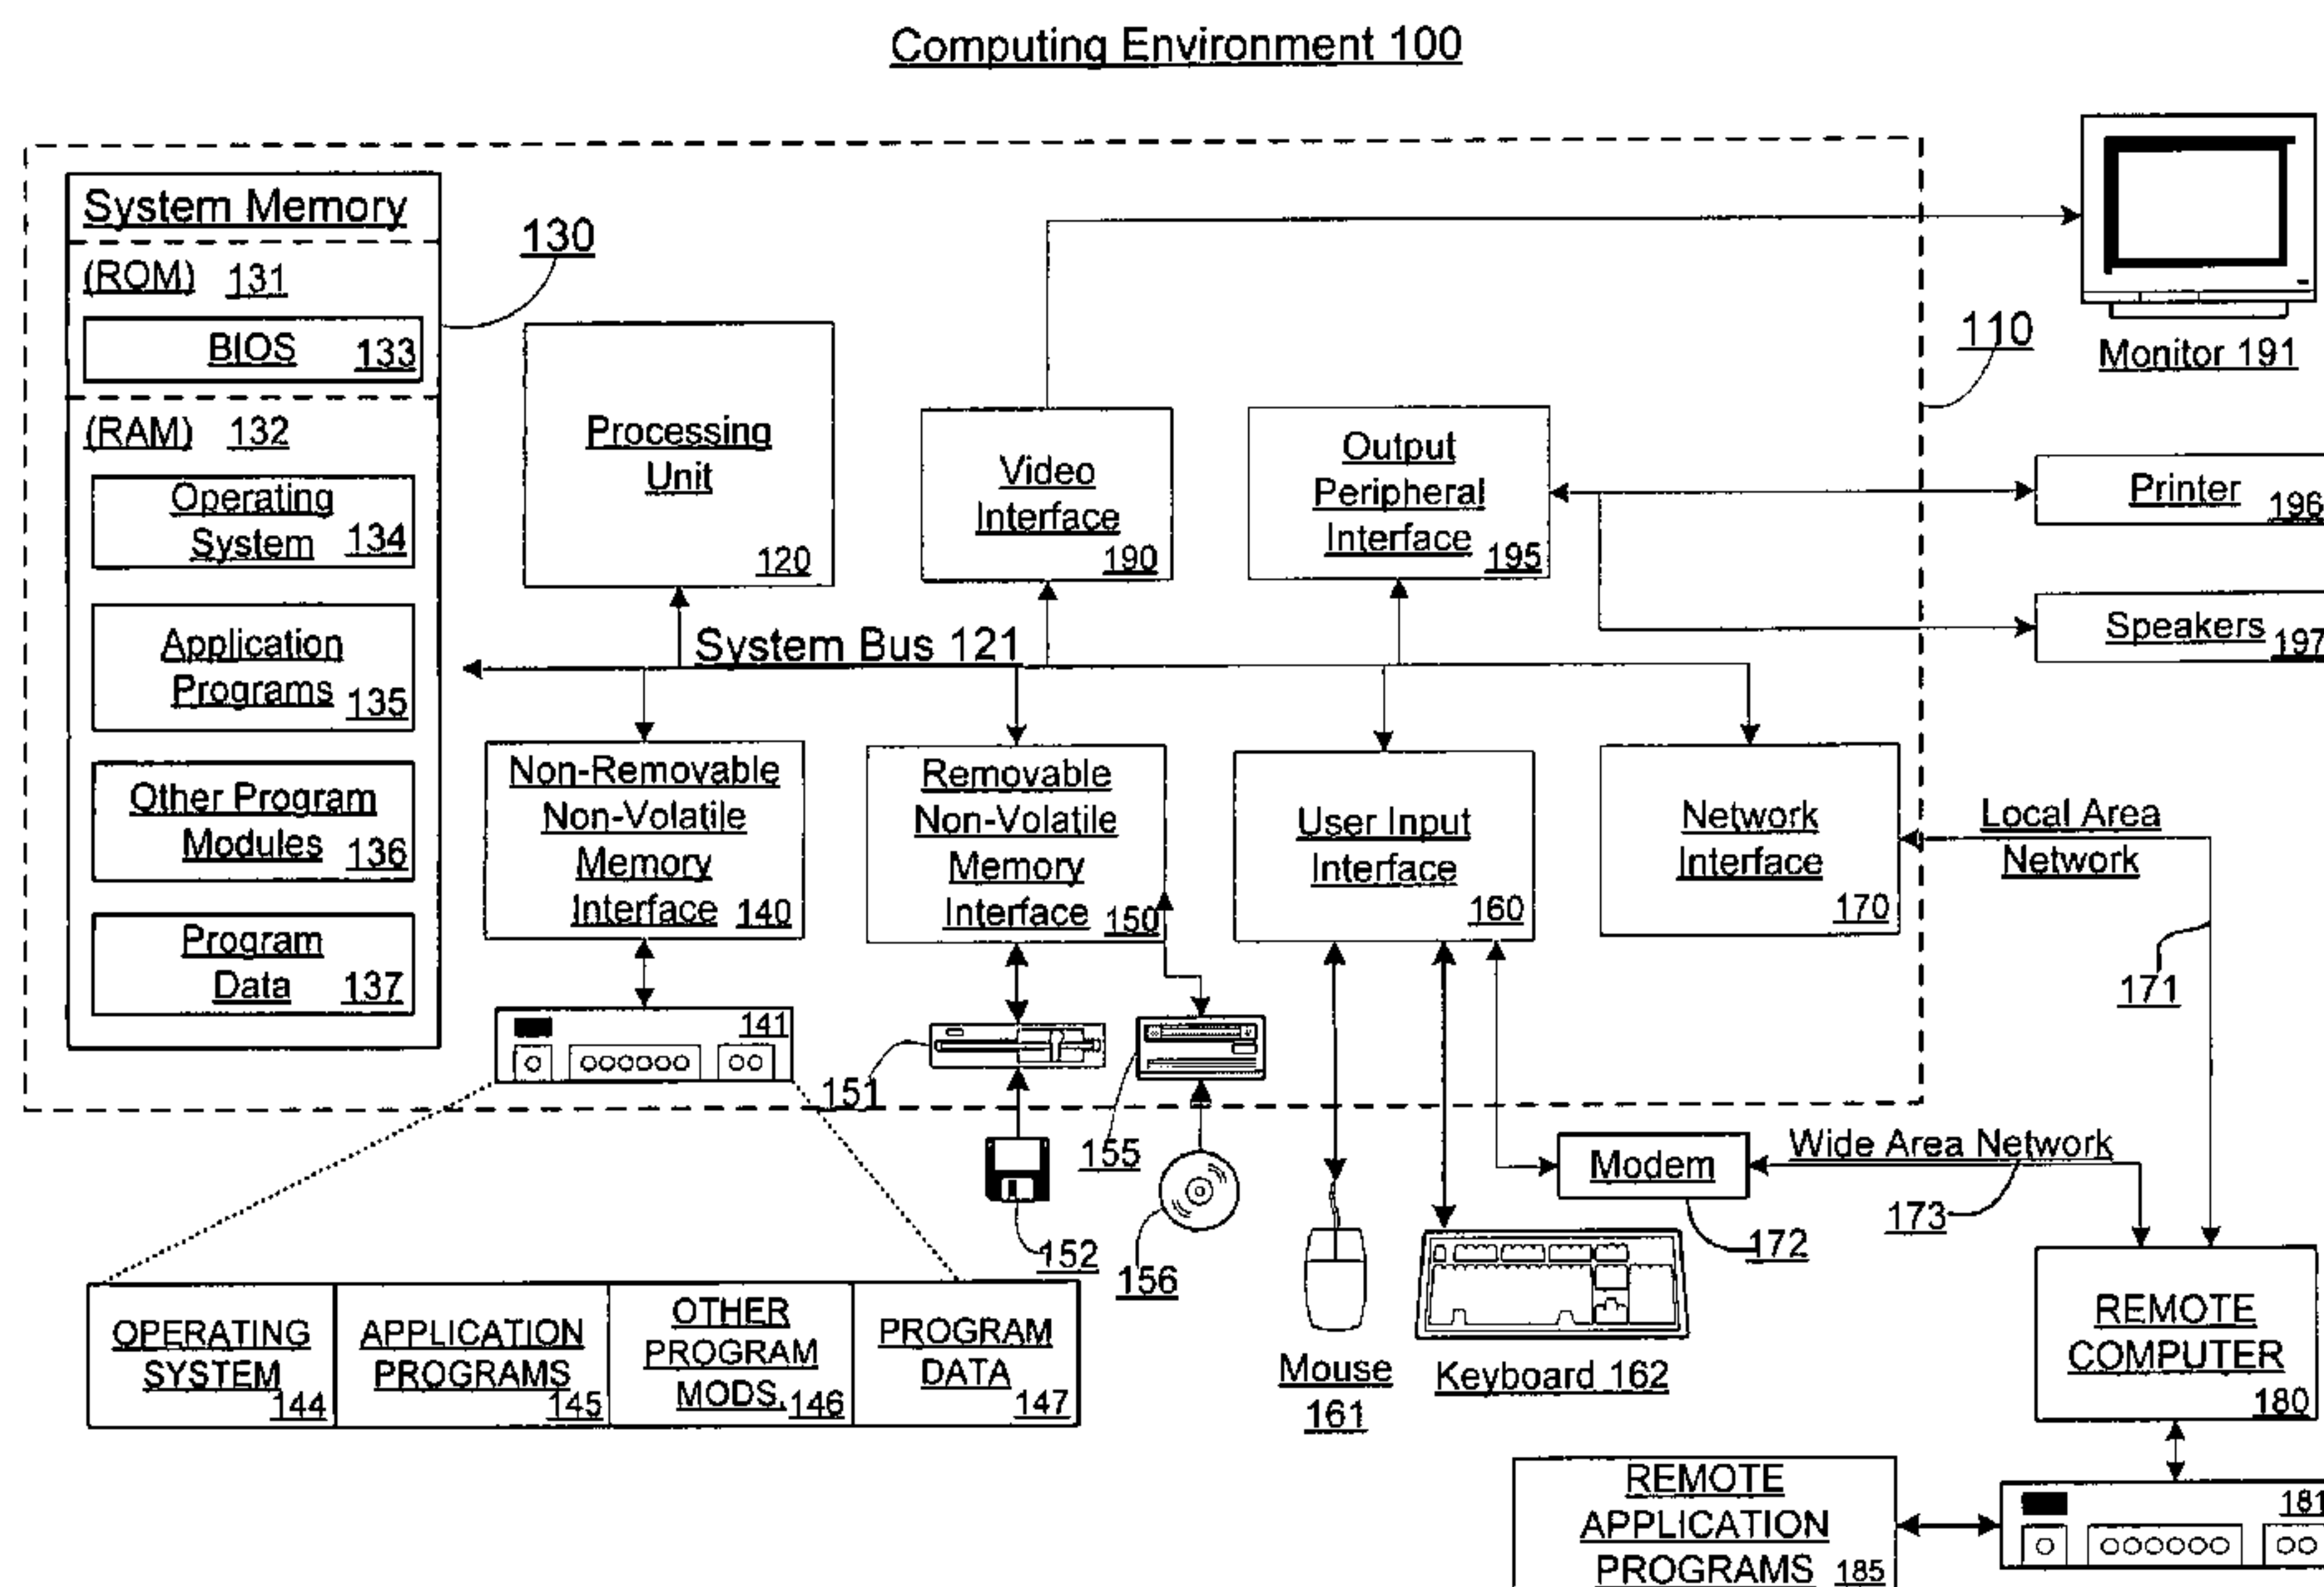 Computing Environment 100
System Memory
(ROM) 131
BIOS 133
(RAM) 132
Operating
System 134
Application
Programs 135
Other Program
Modules 136
Program
Data 137
130
Processing
Unit
120
Video
Interface
190
Output
Peripheral
Interface 195
110
Monitor 191
Printer 196
Speakers 197
System Bus 121
Non-Removable
Non-Volatile
Memory
Interface 140
Removable
Non-Volatile
Memory
Interface 150
User Input
Interface
160
Network
Interface
170
Local Area
Network
171
141
151
155
152
156
Modem
172
Wide Area Network
173
Mouse
161
Keyboard 162
OPERATING
SYSTEM
144
APPLICATION
PROGRAMS
145
OTHER
PROGRAM
MODS.
146
PROGRAM
DATA
147
REMOTE
COMPUTER
180
181
REMOTE
APPLICATION
PROGRAMS 185